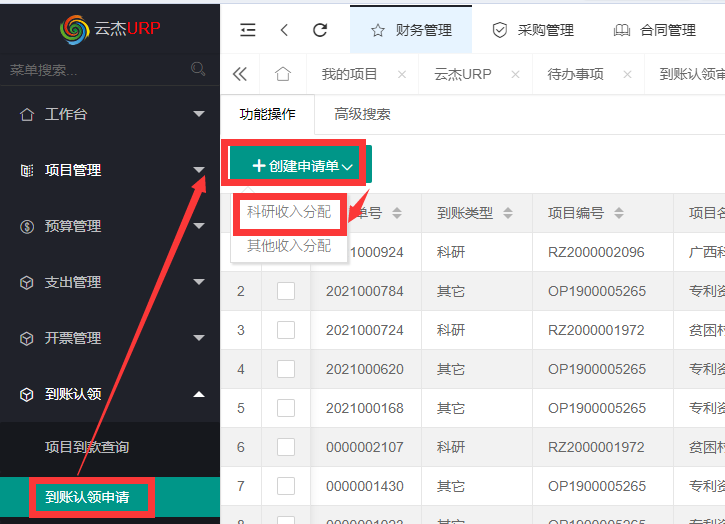 云杰URP
菜单搜索...
工作台
项目管理
预算管理
支出管理
开票管理
到账认领
项目到款查询
到账认领申请
财务管理 采购管理 合同管理
我的项目 × 云杰URP × 待办事项 × 到账认领审
功能操作 高级搜索
+创建申请单
科研收入分配
其他收入分配
单号 到账类型 项目编号 项目名
1000924 科研 RZ2000002096 广西科
2 2021000784 其它 OP1900005265 专利资
3 2021000724 科研 RZ2000001972 贫困村
4 2021000620 其它 OP1900005265 专利资
5 2021000168 其它 OP1900005265 专利资
6 0000002107 科研 RZ2000001972 贫困村
7 0000001430 其它 OP1900005265 专利资
8